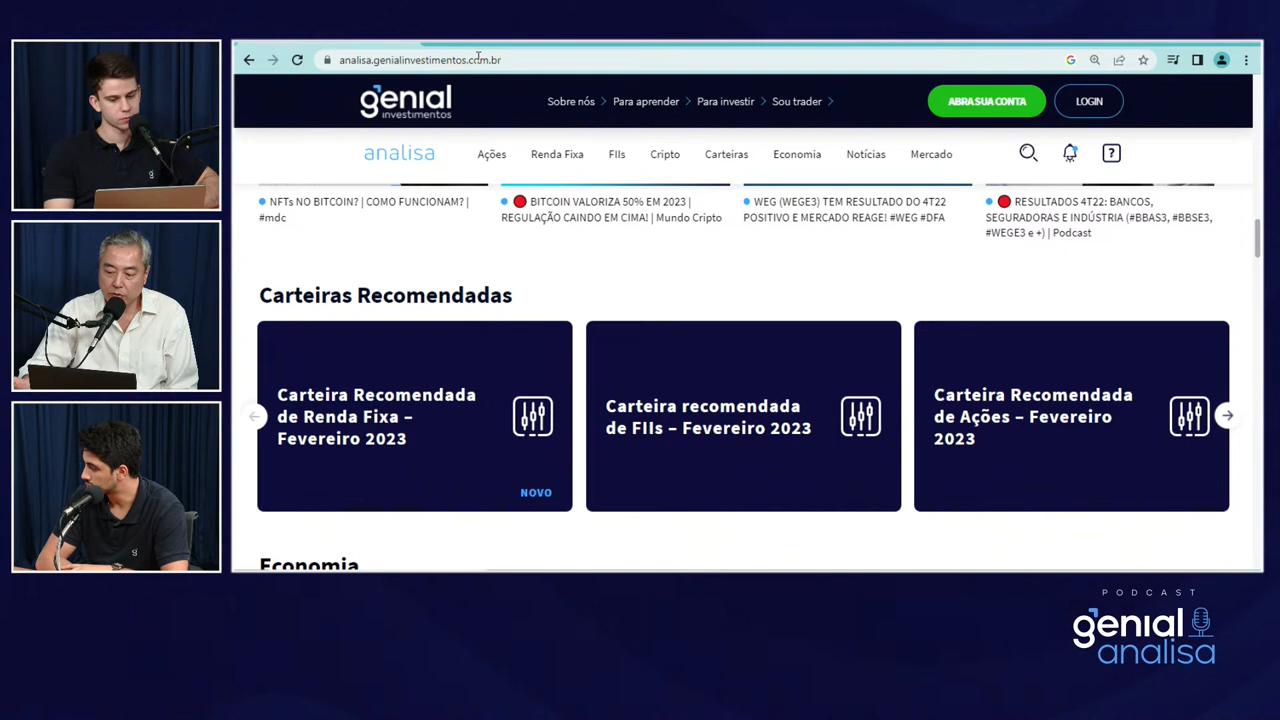 analisa.genialinvestimentos.com.br
genial
investimentos
Sobre nós
Para aprender
Para investir
Sou trader
ABRA SUA CONTA
LOGIN
analisa
Ações
Renda Fixa
FIIs
Cripto
Carteiras
Economia
Notícias
Mercado
?
NFTs NO BITCOIN? | COMO FUNCIONAM? |
#mdc
BITCOIN VALORIZA 50% EM 2023 |
REGULAÇÃO CAINDO EM CIMA! | Mundo Cripto
WEG (WEGE3) TEM RESULTADO DO 4T22
POSITIVO E MERCADO REAGE! #WEG #DFA
RESULTADOS 4T22: BANCOS,
SEGURADORAS E INDÚSTRIA (#BBAS3, #BBSE3,
#WEGE3 e +) | Podcast
Carteiras Recomendadas
Carteira Recomendada
de Renda Fixa –
Fevereiro 2023
NOVO
Carteira recomendada
de FIIs – Fevereiro 2023
Carteira Recomendada
de Ações – Fevereiro
2023
Economia
PODCAST
genial
analisa